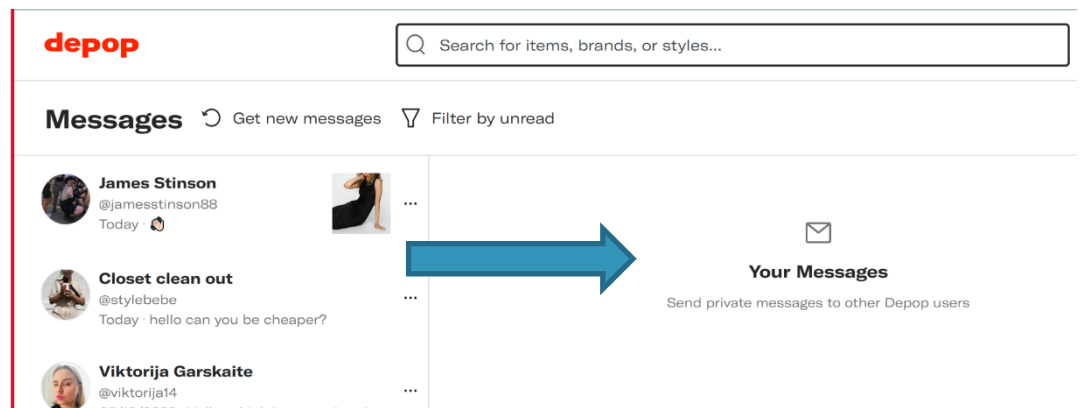 depop
Search for items, brands, or styles...
Messages Get new messages Filter by unread
James Stinson
@jamesstinson88
Today ·
Closet clean out
@stylebebe
Today · hello can you be cheaper?
Viktorija Garskaite
@viktorija14
Your Messages
Send private messages to other Depop users